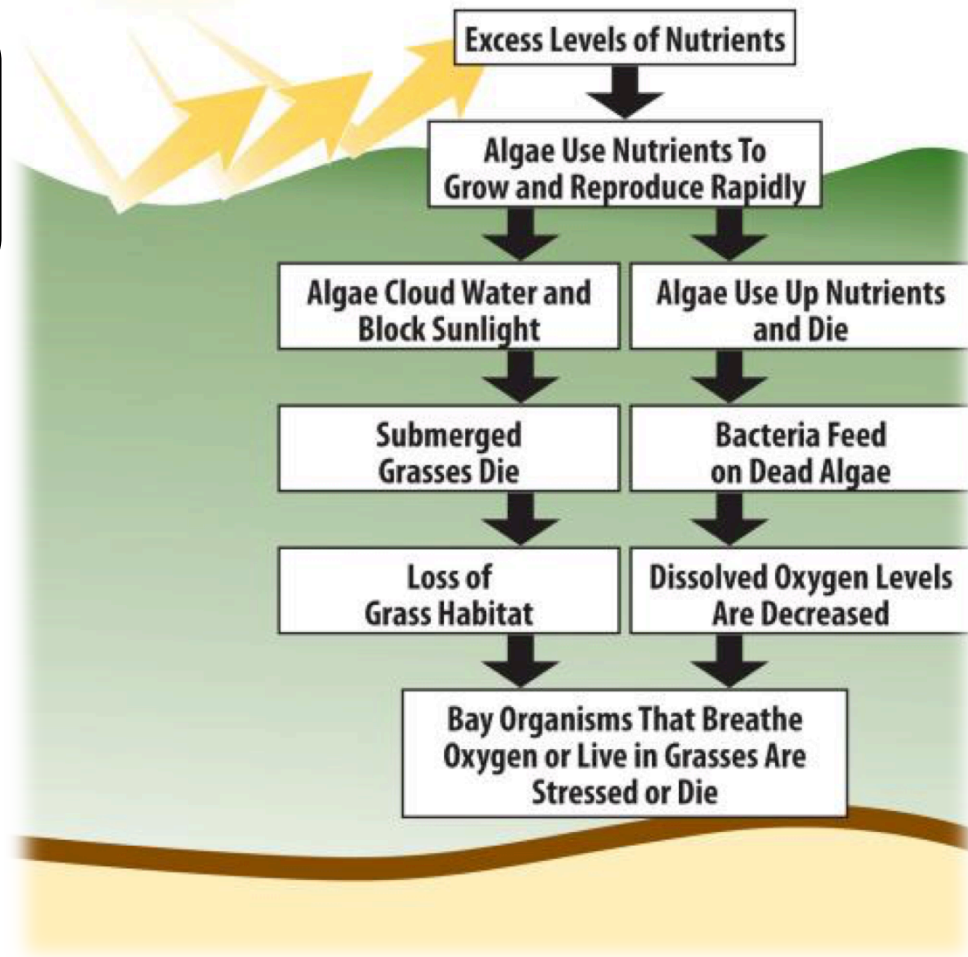 Excess Levels of Nutrients
Algae Use Nutrients To
Grow and Reproduce Rapidly
Algae Cloud Water and
Block Sunlight
Algae Use Up Nutrients
and Die
Submerged
Grasses Die
Bacteria Feed
on Dead Algae
Loss of
Grass Habitat
Dissolved Oxygen Levels
Are Decreased
Bay Organisms That Breathe
Oxygen or Live in Grasses Are
Stressed or Die